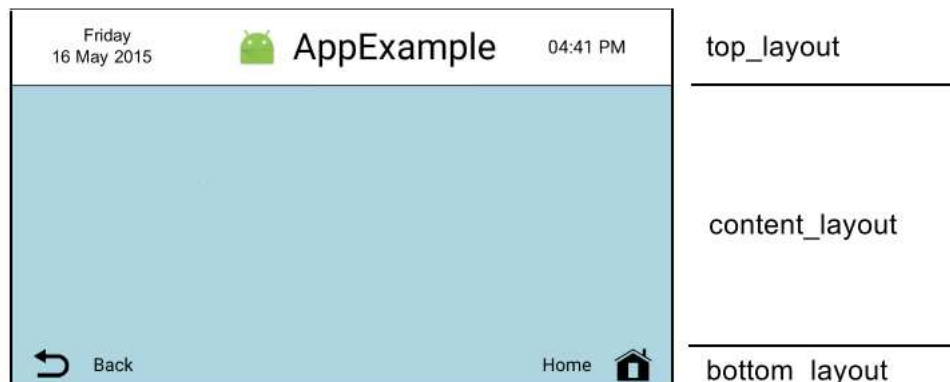 Friday
16 May 2015
AppExample
04:41 PM
top_layout
content_layout
Back
Home
bottom_layout